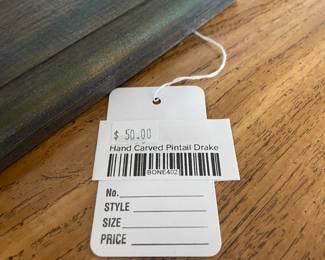 $ 50.00
Hand Carved Pintail Drake
BONE402
No.
STYLE
SIZE
PRICE